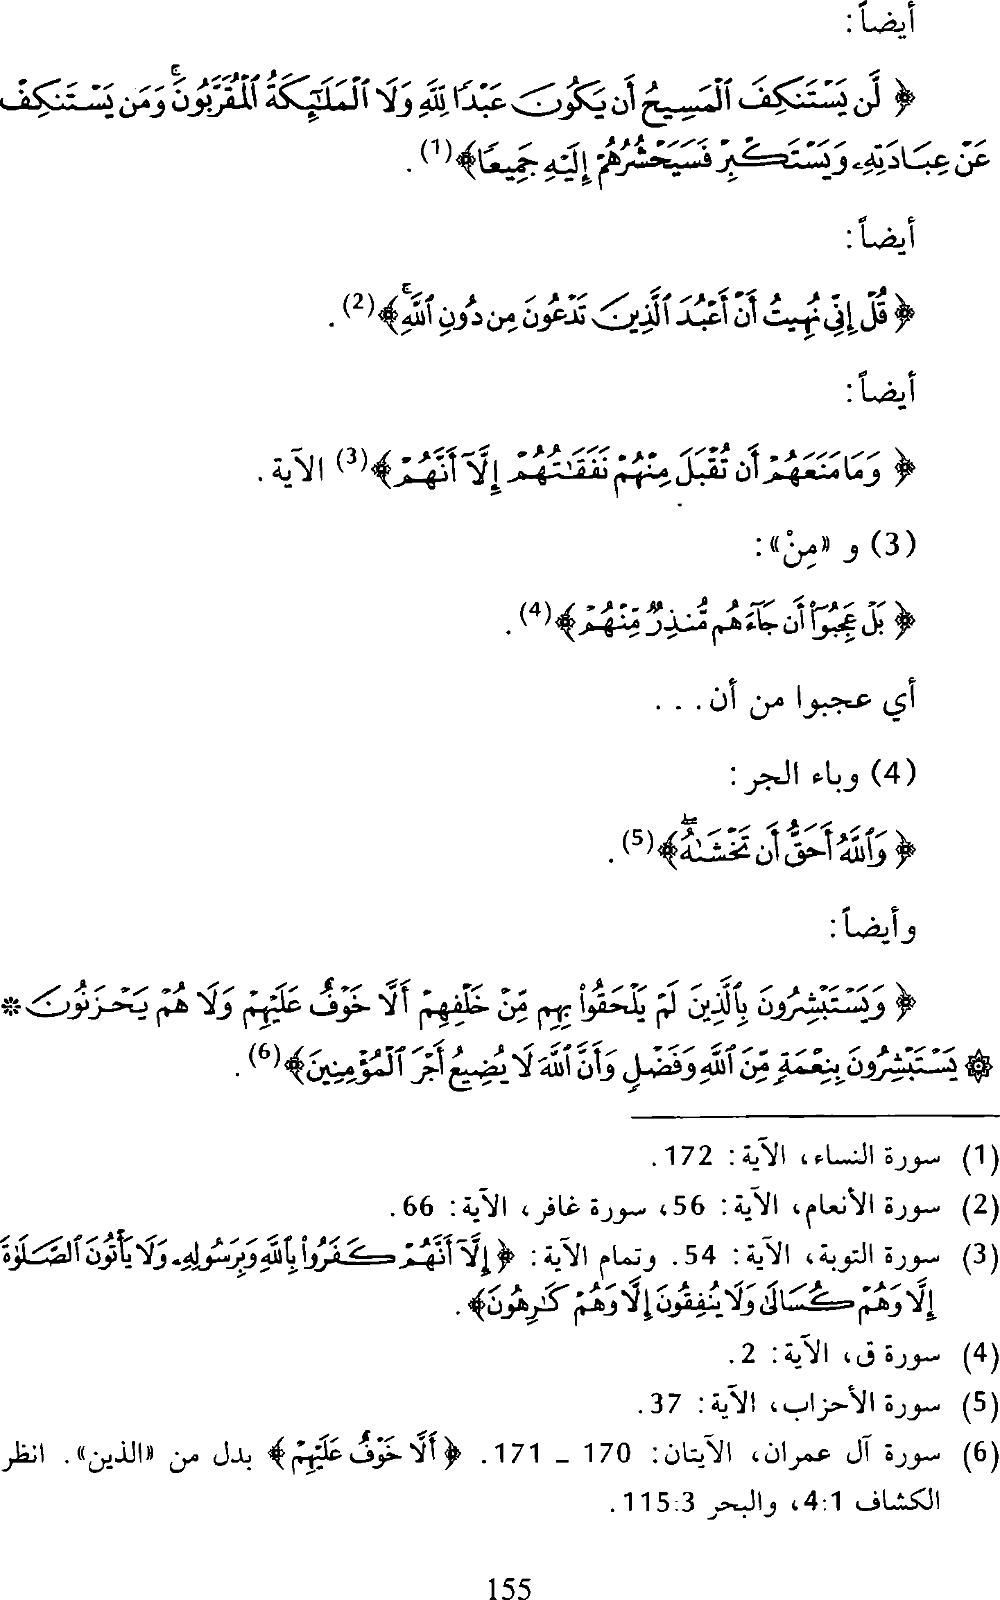 أيضاً:
﴿ لَّن يَسْتَنكِفَ ٱلْمَسِيحُ أَن يَكُونَ عَبْدًا لِّلَّهِ وَلَا ٱلْمَلَٰٓئِكَةُ ٱلْمُقَرَّبُونَۚ وَمَن يَسْتَنكِفْ
عَنْ عِبَادَتِهِۦ وَيَسْتَكْبِرْ فَسَيَحْشُرُهُمْ إِلَيْهِ جَمِيعًا﴾(1).
أيضاً:
﴿ قُلْ إِنِّى نُهِيتُ أَنْ أَعْبُدَ ٱلَّذِينَ تَدْعُونَ مِن دُونِ ٱللَّهِۚ﴾(2).
أيضاً:
﴿ وَمَا مَنَعَهُمْ أَن تُقْبَلَ مِنْهُمْ نَفَقَٰتُهُمْ إِلَّآ أَنَّهُمْ﴾(3) الآية.
(3) و «مِنْ»:
﴿ بَلْ عَجِبُوٓا۟ أَن جَآءَهُم مُّنذِرٌ مِّنْهُمْ﴾(4).
أي عجبوا من أن...
(4) وباء الجر:
﴿ وَٱللَّهُ أَحَقُّ أَن تَخْشَىٰهُۖ﴾(5).
وأيضاً:
﴿ وَيَسْتَبْشِرُونَ بِٱلَّذِينَ لَمْ يَلْحَقُوا۟ بِهِم مِّنْ خَلْفِهِمْ أَلَّا خَوْفٌ عَلَيْهِمْ وَلَا هُمْ يَحْزَنُونَ *
۞ يَسْتَبْشِرُونَ بِنِعْمَةٍ مِّنَ ٱللَّهِ وَفَضْلٍ وَأَنَّ ٱللَّهَ لَا يُضِيعُ أَجْرَ ٱلْمُؤْمِنِينَ﴾(6).
(1) سورة النساء، الآية: 172.
(2) سورة الأنعام، الآية: 56، سورة غافر، الآية: 66.
(3) سورة التوبة، الآية: 54. وتمام الآية: ﴿ إِلَّآ أَنَّهُمْ كَفَرُوا۟ بِٱللَّهِ وَبِرَسُولِهِۦ وَلَا يَأْتُونَ ٱلصَّلَوٰةَ
إِلَّا وَهُمْ كُسَالَىٰ وَلَا يُنفِقُونَ إِلَّا وَهُمْ كَٰرِهُونَ﴾.
(4) سورة ق، الآية: 2.
(5) سورة الأحزاب، الآية: 37.
(6) سورة آل عمران، الآيتان: 170 ـ 171. ﴿ أَلَّا خَوْفٌ عَلَيْهِمْ﴾ بدل من «الذين». انظر
الكشاف 4:1، والبحر 115:3.
155